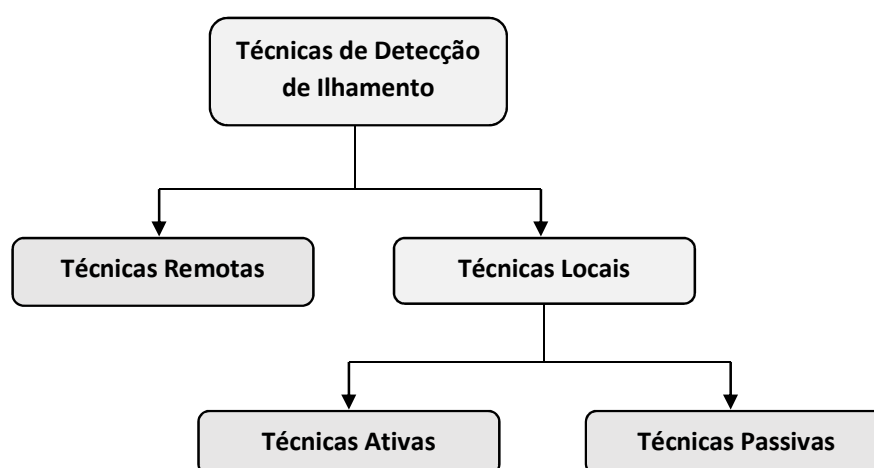 Técnicas de Detecção
de Ilhamento
Técnicas Remotas
Técnicas Locais
Técnicas Ativas
Técnicas Passivas